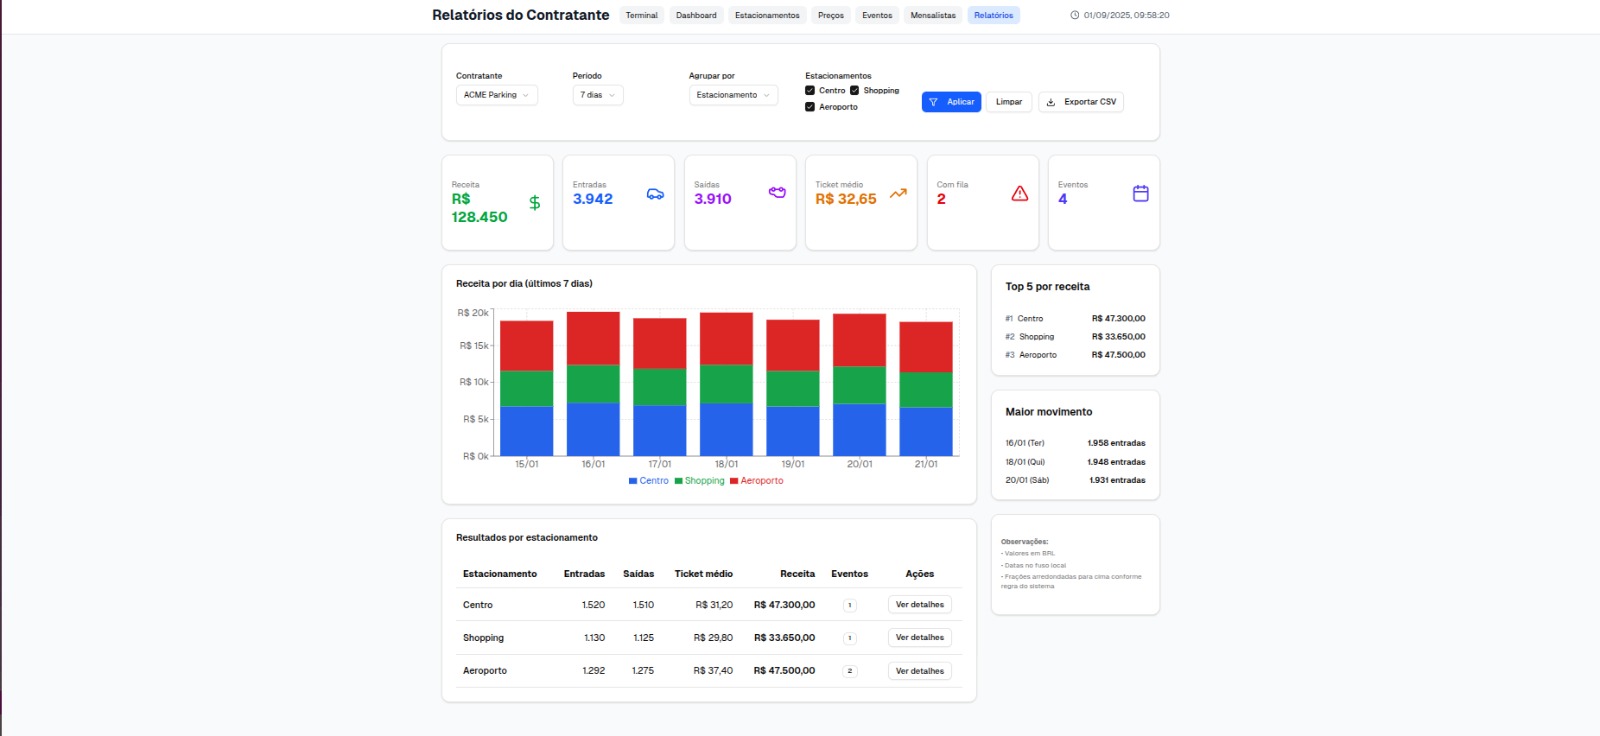 Relatórios do Contratante
Terminal
Dashboard
Estacionamentos
Preços
Eventos
Mensalistas
Relatórios
01/09/2025, 09:58:20
Contratante
ACME Parking
Período
7 dias
Agrupar por
Estacionamento
Estacionamentos
Centro
Shopping
Aeroporto
Aplicar
Limpar
Exportar CSV
Receita
R$
128.450
Entradas
3.942
Saídas
3.910
Ticket médio
R$ 32,65
Com fila
2
Eventos
4
Receita por dia (últimos 7 dias)
R$ 20k
R$ 15k
R$ 10k
R$ 5k
R$ 0k
15/01 16/01 17/01 18/01 19/01 20/01 21/01
Centro Shopping Aeroporto
Top 5 por receita
#1 Centro R$ 47.300,00
#2 Shopping R$ 33.650,00
#3 Aeroporto R$ 47.500,00
Maior movimento
16/01 (Ter) 1.958 entradas
18/01 (Qui) 1.948 entradas
20/01 (Sáb) 1.931 entradas
Observações:
• Valores em BRL
• Datas no fuso local
• Frações arredondadas para cima conforme
regra do sistema
Resultados por estacionamento
Estacionamento Entradas Saídas Ticket médio Receita Eventos Ações
Centro 1.520 1.510 R$ 31,20 R$ 47.300,00 1 Ver detalhes
Shopping 1.130 1.125 R$ 29,80 R$ 33.650,00 1 Ver detalhes
Aeroporto 1.292 1.275 R$ 37,40 R$ 47.500,00 2 Ver detalhes